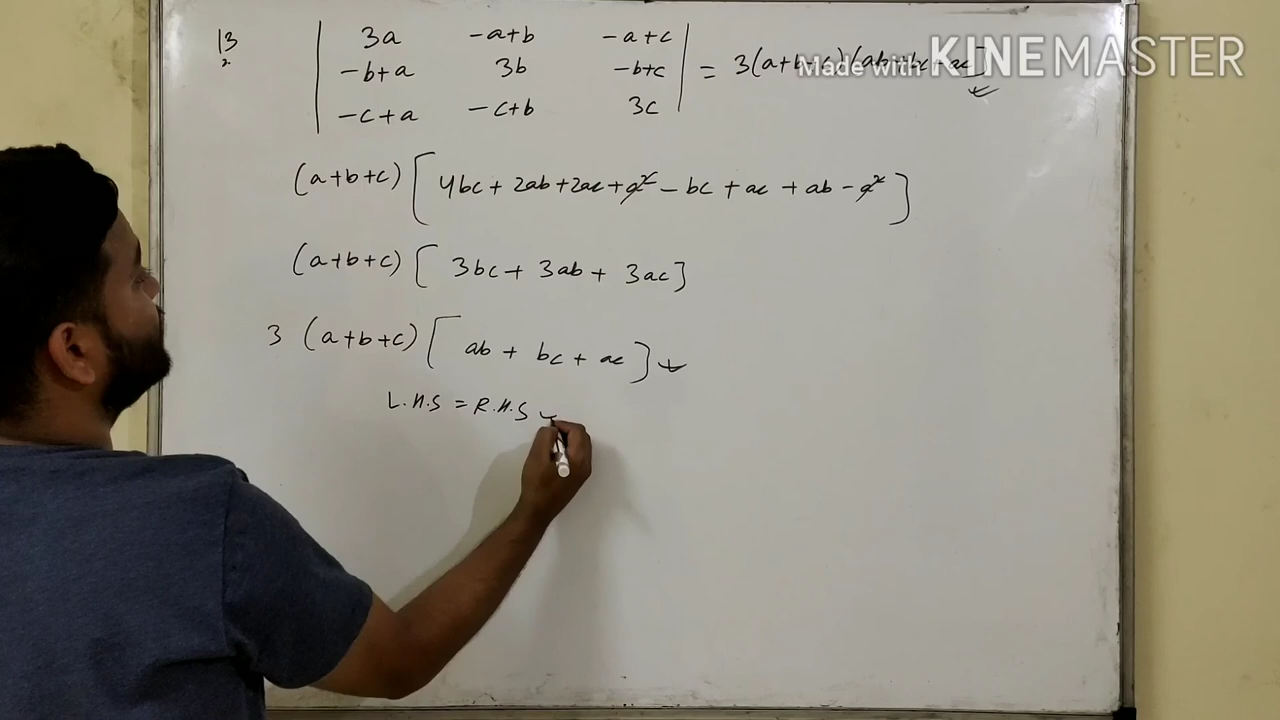 13
3a -a+b -a+c
-b+a 3b -b+c = 3(a+b+c)(ab+bc+ac)
-c+a -c+b 3c
Made with KINEMASTER
(a+b+c) [ 4bc + 2ab + 2ac + a² - bc + ac + ab - a² ]
(a+b+c) [ 3bc + 3ab + 3ac ]
3 (a+b+c) [ ab + bc + ac ]
L.H.S = R.H.S